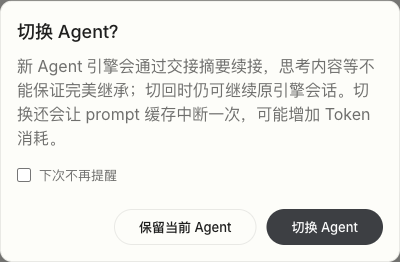 切换 Agent?
新 Agent 引擎会通过交接摘要续接，思考内容等不
能保证完美继承；切回时仍可继续原引擎会话。切
换还会让 prompt 缓存中断一次，可能增加 Token
消耗。
下次不再提醒
保留当前 Agent
切换 Agent